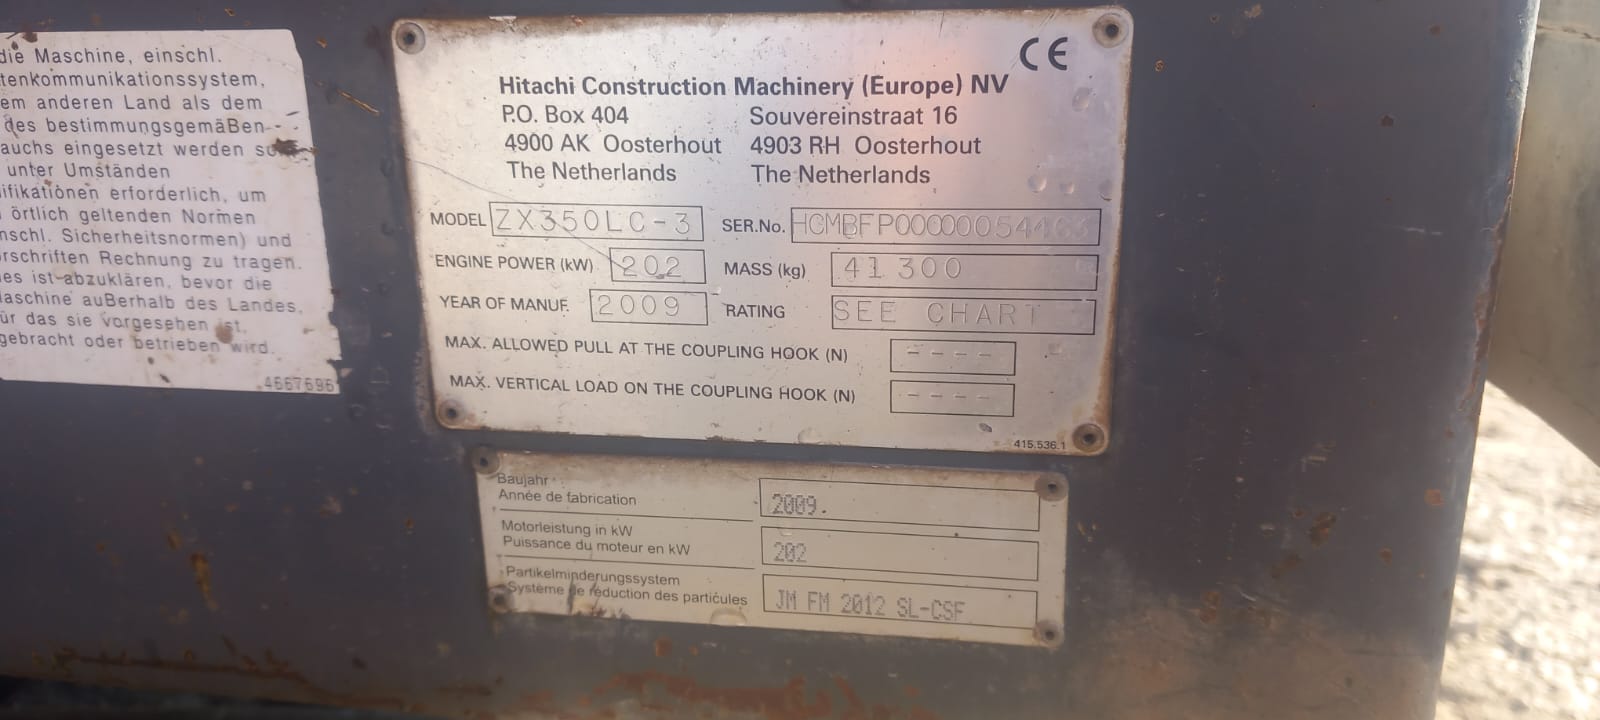 die Maschine, einschl.
tenkommunikationssystem,
em anderen Land als dem
des bestimmungsgemäBen
auchs eingesetzt werden
unter Umständen
ifikationen erforderlich, um
örtlich geltenden Normen
nschl. Sicherheitsnormen) und
rschriften Rechnung zu tragen.
es ist abzuklären, bevor die
Maschine auBerhalb des Landes,
ür das sie vorgesehen ist,
gebracht oder betrieben wird.
4667696
CE
Hitachi Construction Machinery (Europe) NV
P.O. Box 404 Souvereinstraat 16
4900 AK Oosterhout 4903 RH Oosterhout
The Netherlands The Netherlands
MODEL ZX350LC-3 SER.No.
ENGINE POWER (kW) 202 MASS (kg) 41300
YEAR OF MANUF. 2009 RATING SEE CHART
MAX. ALLOWED PULL AT THE COUPLING HOOK (N) ----
MAX. VERTICAL LOAD ON THE COUPLING HOOK (N) ----
415.536.1
Baujahr
Année de fabrication 2009.
Motorleistung in kW
Puissance du moteur en kW 202
Partikelminderungssystem
Système de réduction des particules JM FM 2012 SL-CSF